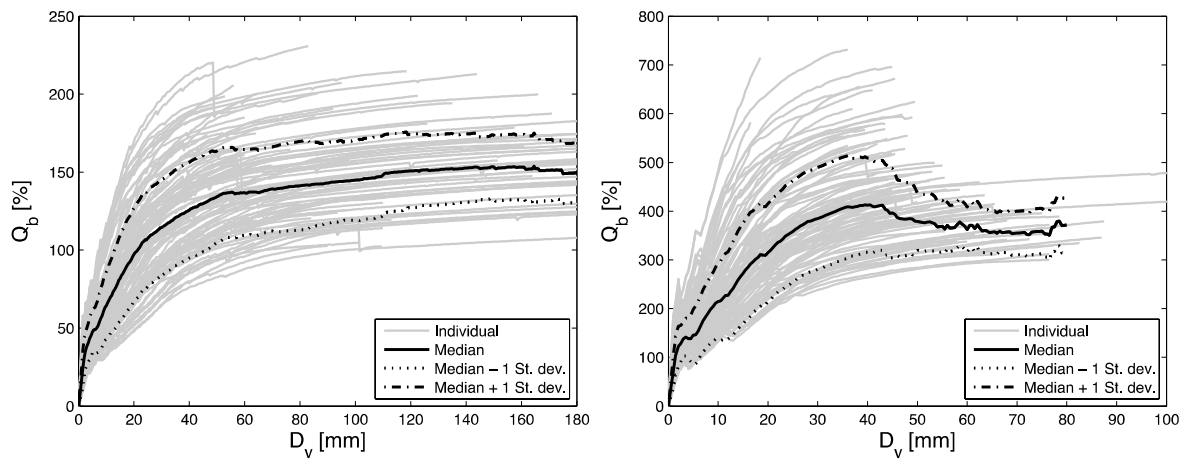 250
200
150
100
50
0
Q_b [%]
0 20 40 60 80 100 120 140 160 180
D_v [mm]
Individual
Median
Median − 1 St. dev.
Median + 1 St. dev.
800
700
600
500
400
300
200
100
0
Q_b [%]
0 10 20 30 40 50 60 70 80 90 100
D_v [mm]
Individual
Median
Median − 1 St. dev.
Median + 1 St. dev.